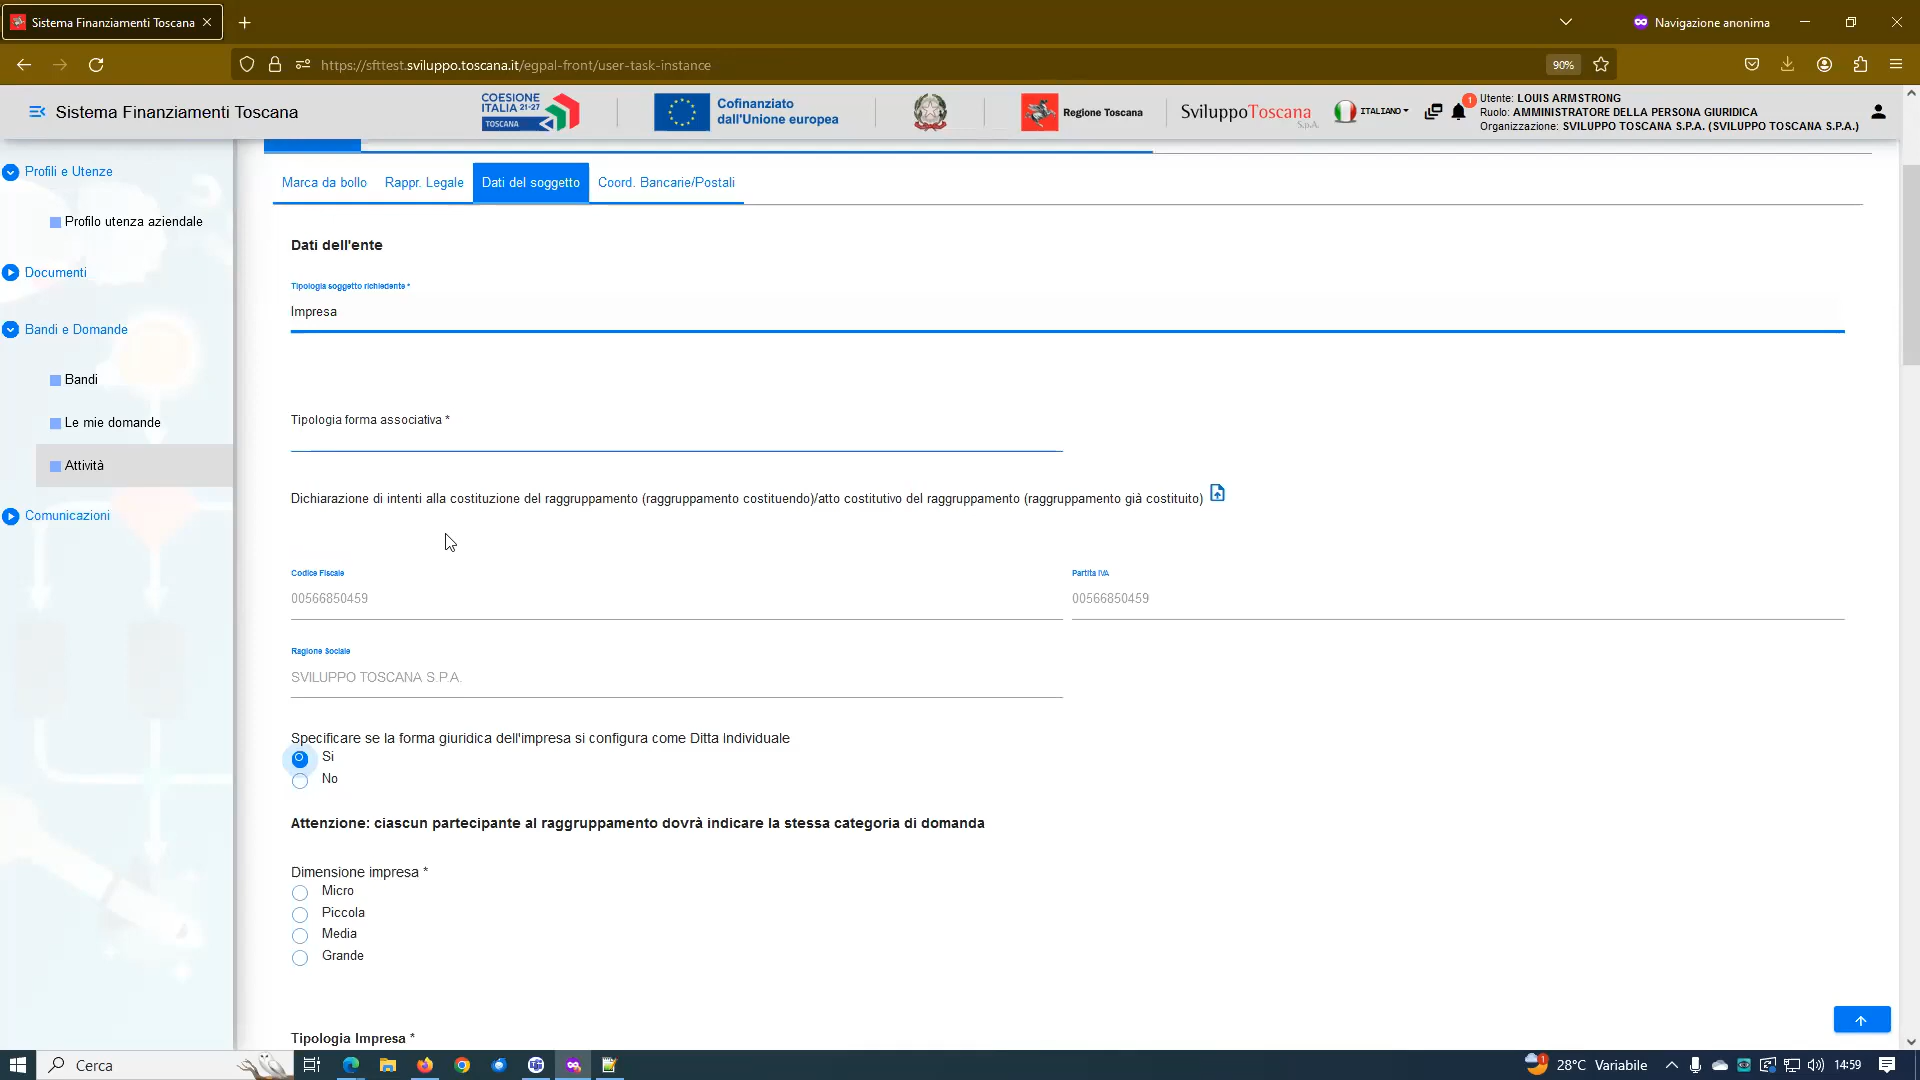 Sistema Finanziamenti Toscana
Navigazione anonima
https://sfttest.sviluppo.toscana.it/egpal-front/user-task-instance
90%
Sistema Finanziamenti Toscana
COESIONE
ITALIA 21-27
TOSCANA
Cofinanziato
dall'Unione europea
Regione Toscana
SviluppoToscana
S.p.A.
ITALIANO
1
Utente: LOUIS ARMSTRONG
Ruolo: AMMINISTRATORE DELLA PERSONA GIURIDICA
Organizzazione: SVILUPPO TOSCANA S.P.A. (SVILUPPO TOSCANA S.P.A.)
Profili e Utenze
Profilo utenza aziendale
Documenti
Bandi e Domande
Bandi
Le mie domande
Attività
Comunicazioni
Marca da bollo
Rappr. Legale
Dati del soggetto
Coord. Bancarie/Postali
Dati dell'ente
Tipologia soggetto richiedente *
Impresa
Tipologia forma associativa *
Dichiarazione di intenti alla costituzione del raggruppamento (raggruppamento costituendo)/atto costitutivo del raggruppamento (raggruppamento già costituito)
Codice Fiscale
00566850459
Partita IVA
00566850459
Ragione Sociale
SVILUPPO TOSCANA S.P.A.
Specificare se la forma giuridica dell'impresa si configura come Ditta Individuale
Si
No
Attenzione: ciascun partecipante al raggruppamento dovrà indicare la stessa categoria di domanda
Dimensione impresa *
Micro
Piccola
Media
Grande
Tipologia Impresa *
Cerca
1
28°C Variabile
14:59